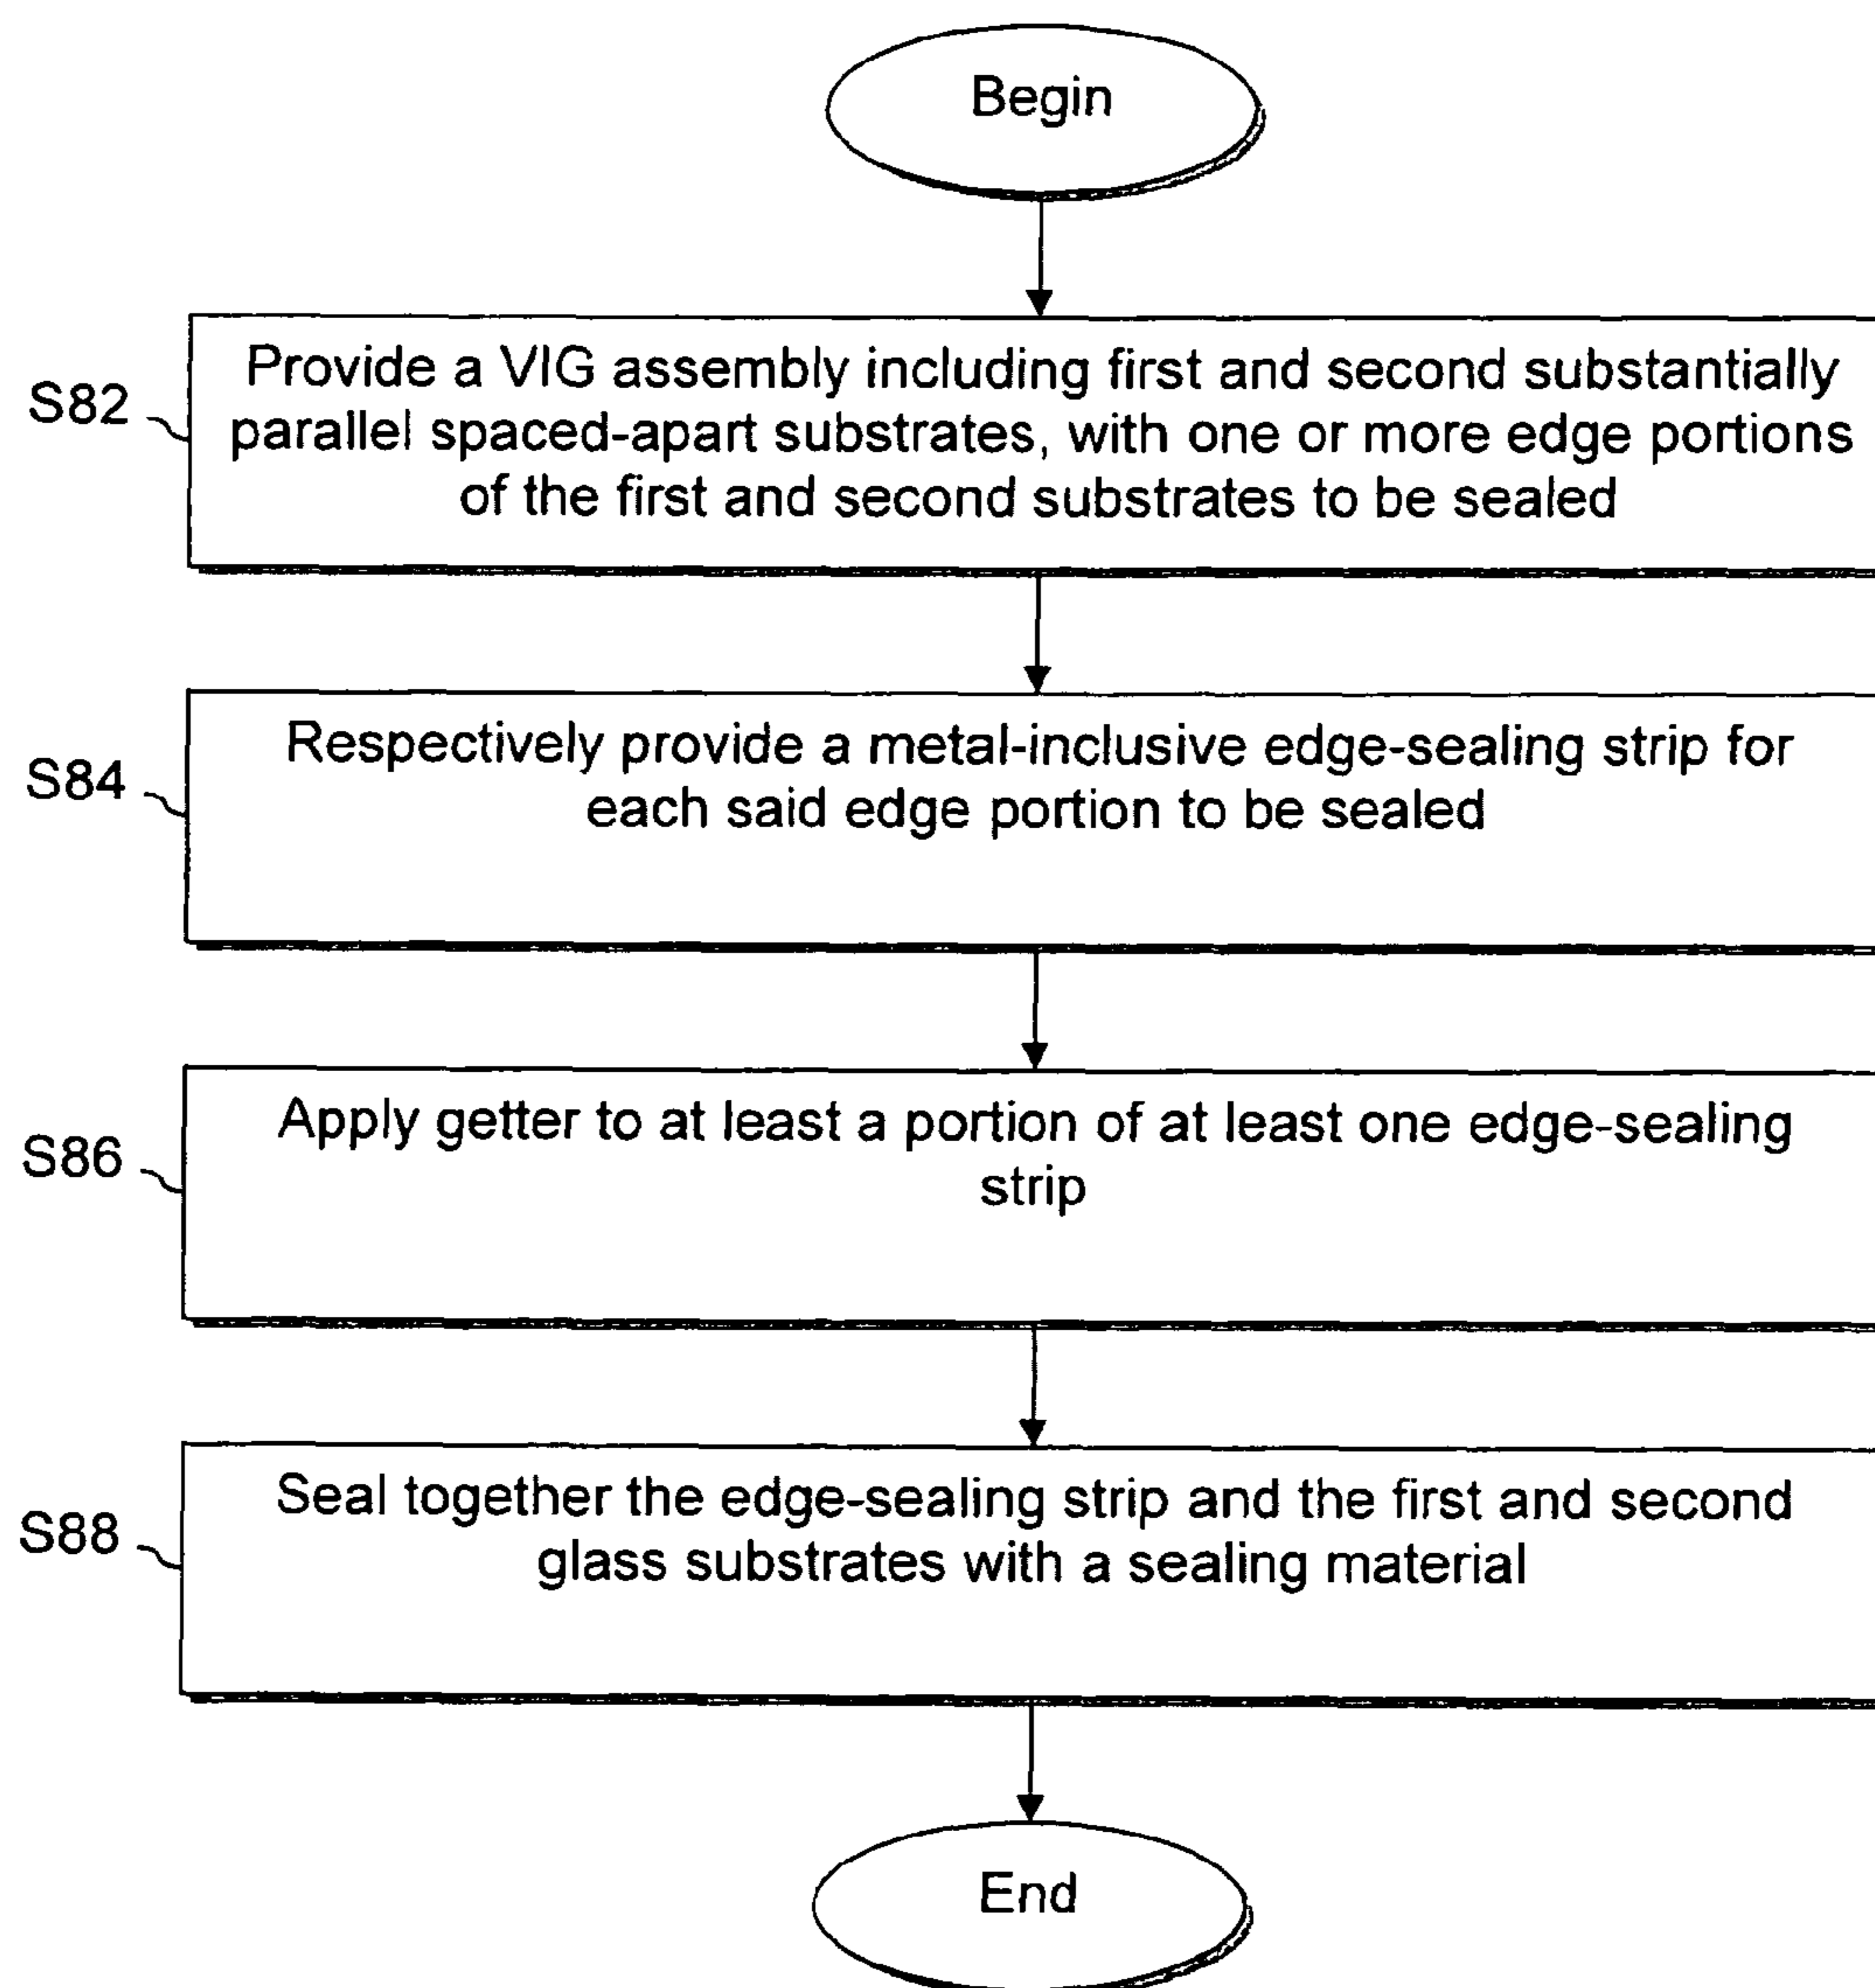 Begin
S82
Provide a VIG assembly including first and second substantially
parallel spaced-apart substrates, with one or more edge portions
of the first and second substrates to be sealed
S84
Respectively provide a metal-inclusive edge-sealing strip for
each said edge portion to be sealed
S86
Apply getter to at least a portion of at least one edge-sealing
strip
S88
Seal together the edge-sealing strip and the first and second
glass substrates with a sealing material
End